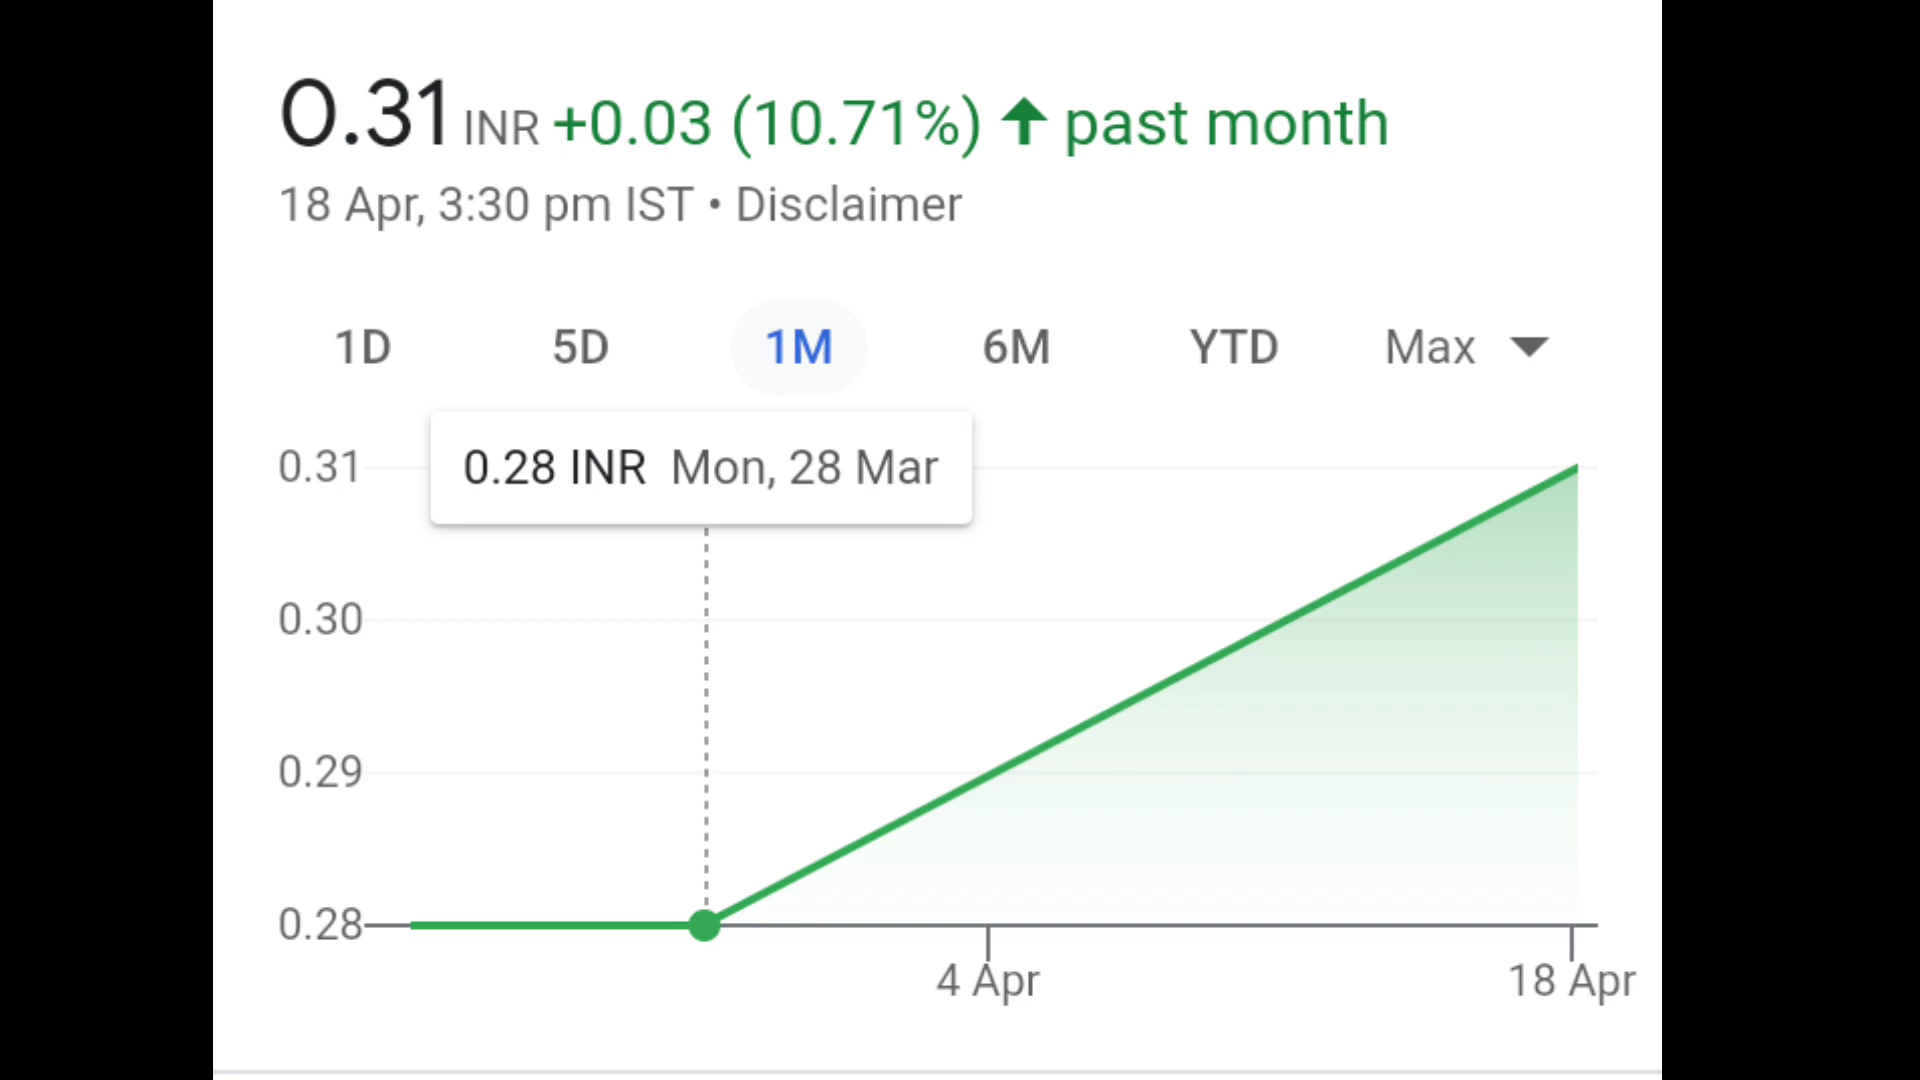 0.31 INR +0.03 (10.71%) ↑ past month
18 Apr, 3:30 pm IST • Disclaimer
1D 5D 1M 6M YTD Max
0.28 INR Mon, 28 Mar
0.31
0.30
0.29
0.28
4 Apr 18 Apr